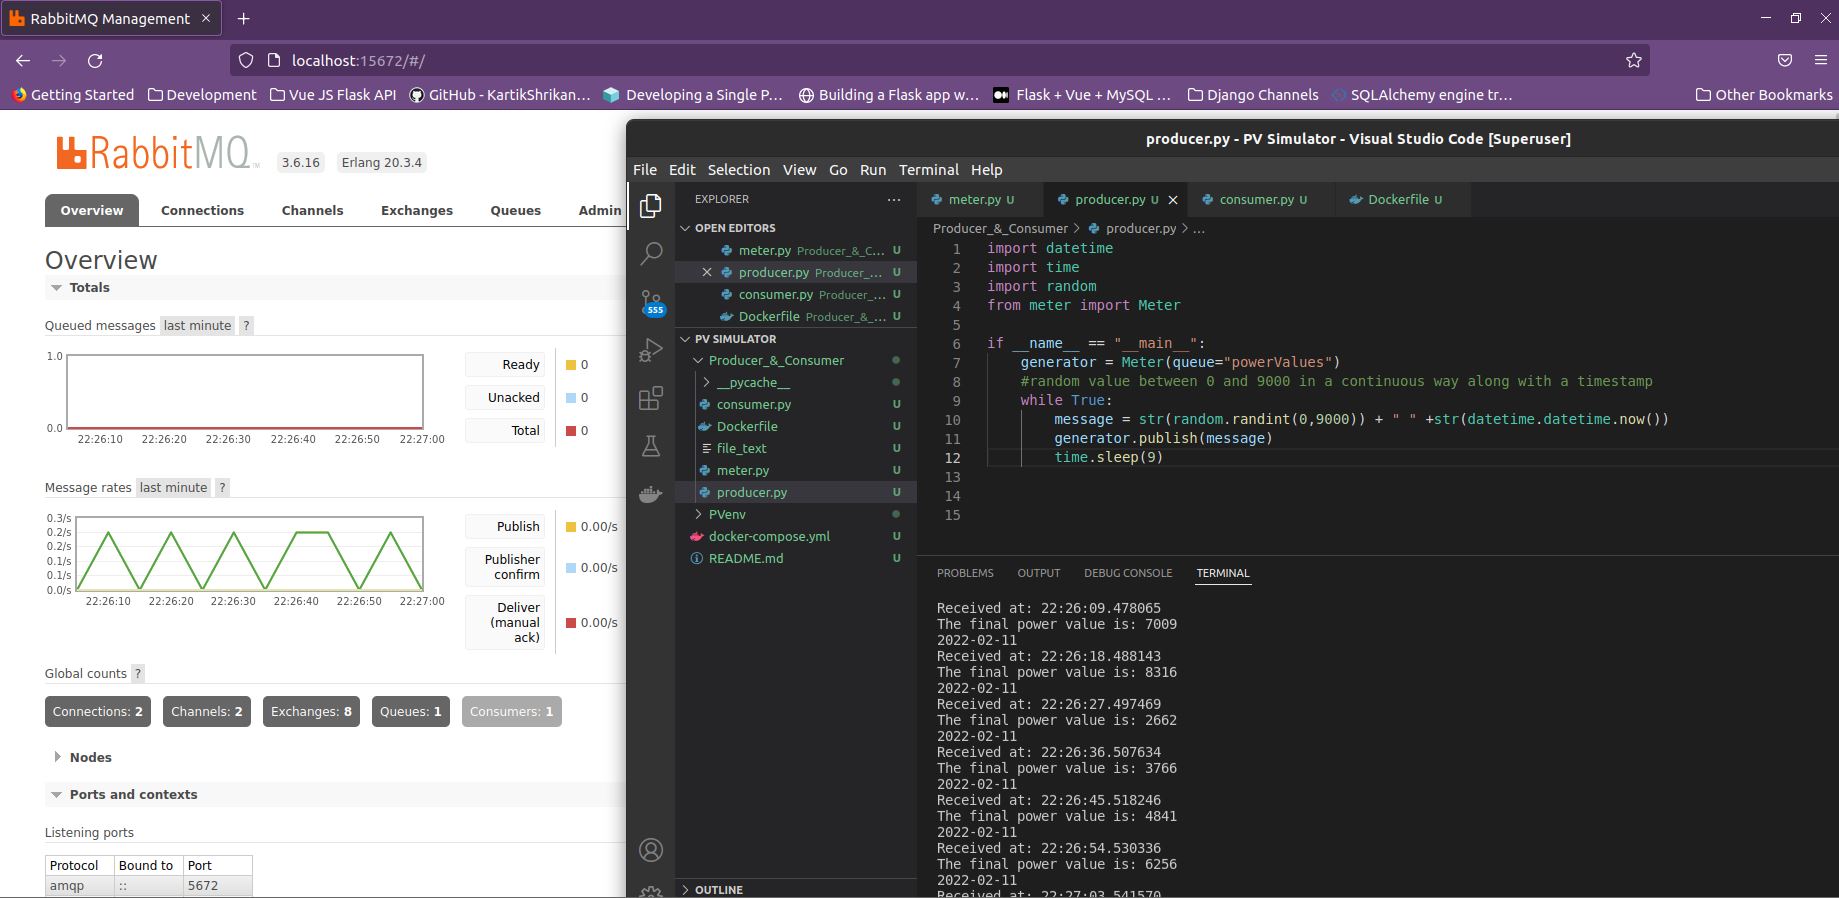 RabbitMQ Management
localhost:15672/#/
Getting Started
Development
Vue JS Flask API
GitHub - KartikShrikan...
Developing a Single P...
Building a Flask app w...
Flask + Vue + MySQL ...
Django Channels
SQLAlchemy engine tr...
Other Bookmarks
RabbitMQ TM
3.6.16
Erlang 20.3.4
Overview
Connections
Channels
Exchanges
Queues
Admin
Overview
Totals
Queued messages last minute ?
1.0
0.0
22:26:10 22:26:20 22:26:30 22:26:40 22:26:50 22:27:00
Ready 0
Unacked 0
Total 0
Message rates last minute ?
0.3/s
0.2/s
0.2/s
0.1/s
0.1/s
0.0/s
22:26:10 22:26:20 22:26:30 22:26:40 22:26:50 22:27:00
Publish 0.00/s
Publisher
confirm 0.00/s
Deliver
(manual 0.00/s
ack)
Global counts ?
Connections: 2
Channels: 2
Exchanges: 8
Queues: 1
Consumers: 1
Nodes
Ports and contexts
Listening ports
Protocol Bound to Port
amqp :: 5672
producer.py - PV Simulator - Visual Studio Code [Superuser]
File Edit Selection View Go Run Terminal Help
555
EXPLORER ...
OPEN EDITORS
meter.py Producer_&_C... U
producer.py Producer_... U
consumer.py Producer_... U
Dockerfile Producer_&_... U
PV SIMULATOR
Producer_&_Consumer
__pycache__
consumer.py U
Dockerfile U
file_text U
meter.py U
producer.py U
PVenv
docker-compose.yml U
README.md U
OUTLINE
meter.py U
producer.py U
consumer.py U
Dockerfile U
Producer_&_Consumer > producer.py > ...
1 import datetime
2 import time
3 import random
4 from meter import Meter
5
6 if __name__ == "__main__":
7 generator = Meter(queue="powerValues")
8 #random value between 0 and 9000 in a continuous way along with a timestamp
9 while True:
10 message = str(random.randint(0,9000)) + " " +str(datetime.datetime.now())
11 generator.publish(message)
12 time.sleep(9)
13
14
15
PROBLEMS OUTPUT DEBUG CONSOLE TERMINAL
Received at: 22:26:09.478065
The final power value is: 7009
2022-02-11
Received at: 22:26:18.488143
The final power value is: 8316
2022-02-11
Received at: 22:26:27.497469
The final power value is: 2662
2022-02-11
Received at: 22:26:36.507634
The final power value is: 3766
2022-02-11
Received at: 22:26:45.518246
The final power value is: 4841
2022-02-11
Received at: 22:26:54.530336
The final power value is: 6256
2022-02-11
Received at: 22:27:03.541570